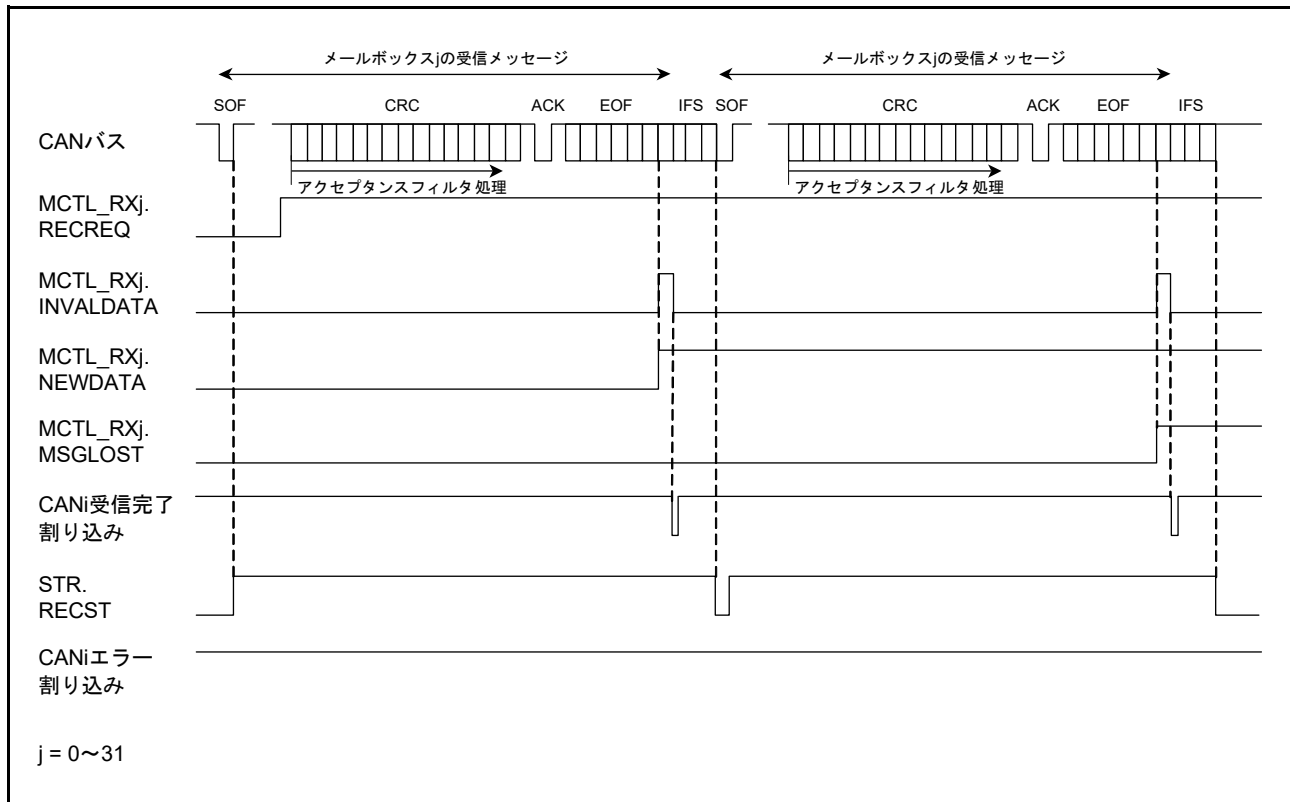 メールボックスjの受信メッセージ メールボックスjの受信メッセージ
SOF CRC ACK EOF IFS SOF CRC ACK EOF IFS
CANバス
アクセプタンスフィルタ処理 アクセプタンスフィルタ処理
MCTL_RXj.
RECREQ
MCTL_RXj.
INVALDATA
MCTL_RXj.
NEWDATA
MCTL_RXj.
MSGLOST
CANi受信完了
割り込み
STR.
RECST
CANiエラー
割り込み
j = 0～31